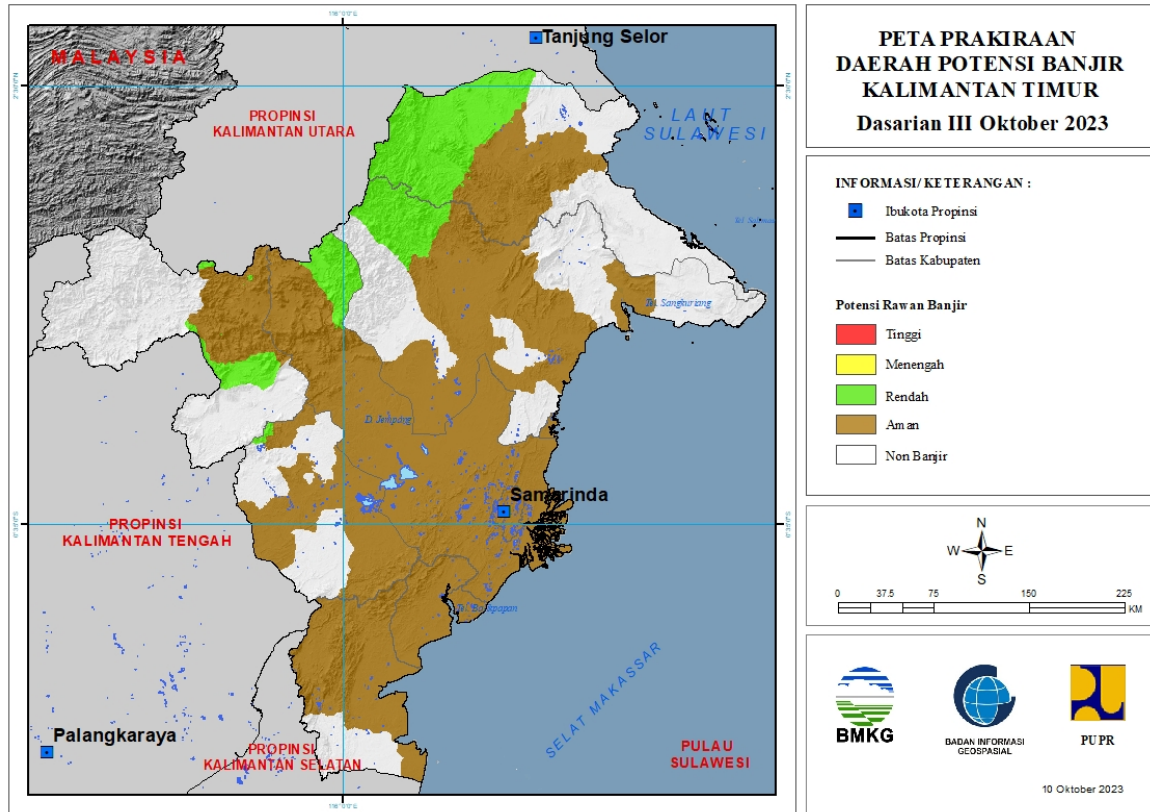 Tanjung Selor
MALAYSIA
PROPINSI
KALIMANTAN UTARA
LAUT
SULAWESI
Tel. Sangkuriang
D. Jempang
Samarinda
PROPINSI
KALIMANTAN TENGAH
Tel. Balikpapan
SELAT MAKASSAR
Palangkaraya
PROPINSI
KALIMANTAN SELATAN
PULAU
SULAWESI
PETA PRAKIRAAN
DAERAH POTENSI BANJIR
KALIMANTAN TIMUR
Dasarian III Oktober 2023
INFORMASI/ KETERANGAN :
Ibukota Propinsi
Batas Propinsi
Batas Kabupaten
Potensi Rawan Banjir
Tinggi
Menengah
Rendah
Aman
Non Banjir
N
W E
S
0 37.5 75 150 225
KM
BMKG
BADAN INFORMASI
GEOSPASIAL
PUPR
10 Oktober 2023